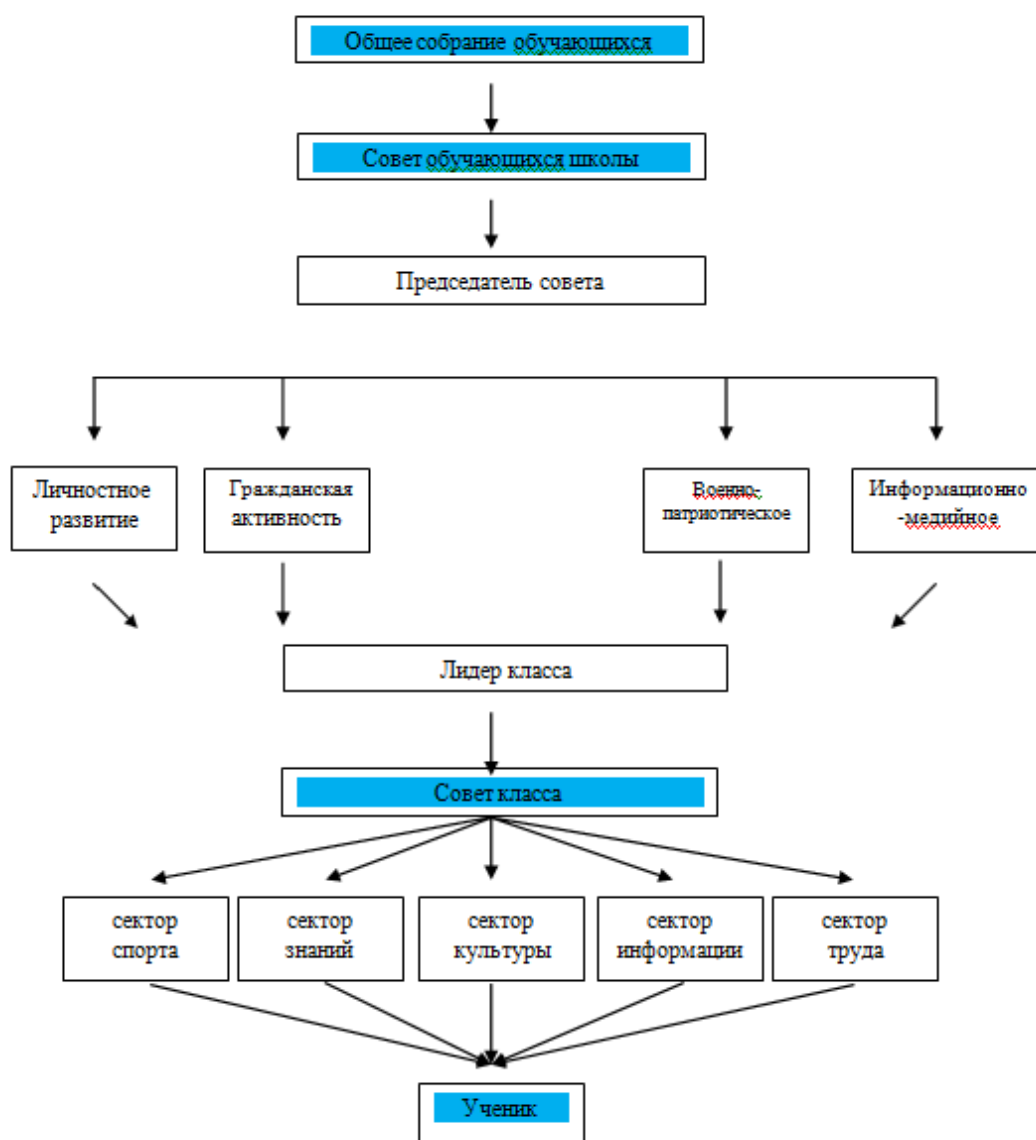 Общее собрание обучающихся
Совет обучающихся школы
Председатель совета
Личностное
развитие
Гражданская
активность
Военно-
патриотическое
Информационно
-медийное
Лидер класса
Совет класса
сектор
спорта
сектор
знаний
сектор
культуры
сектор
информации
сектор
труда
Ученик